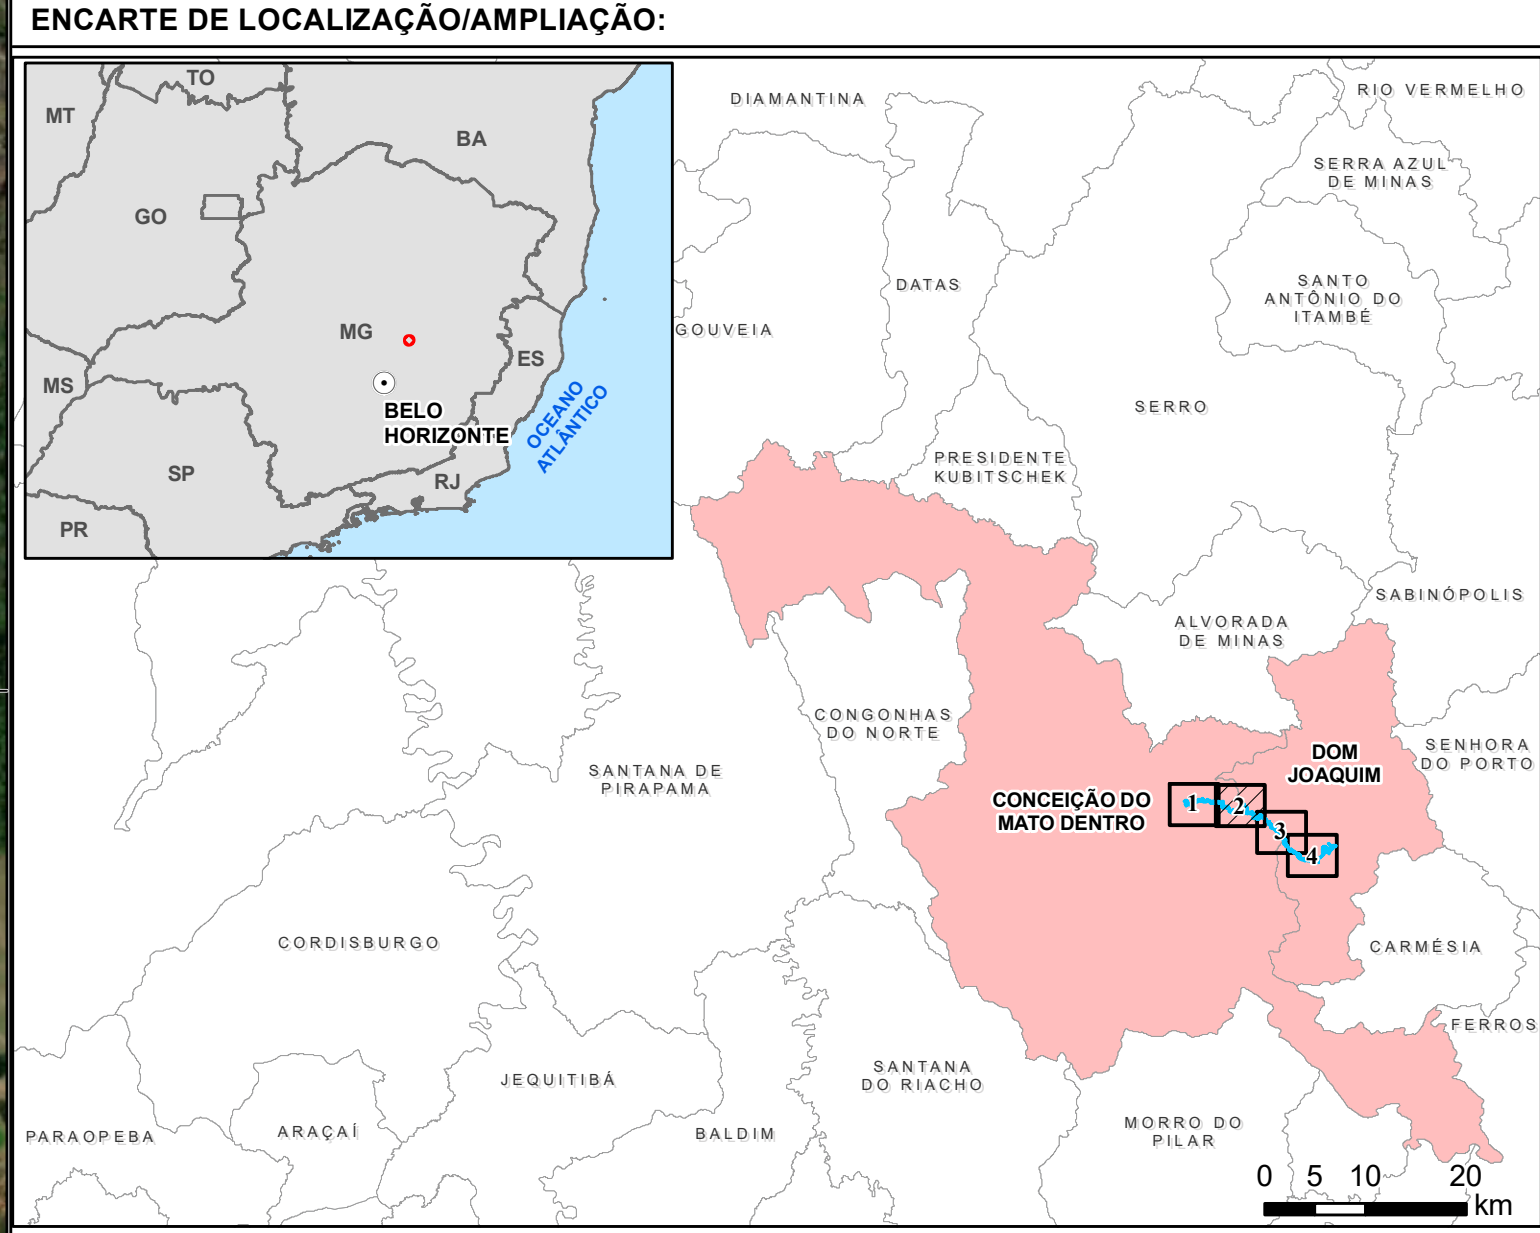 ENCARTE DE LOCALIZAÇÃO/AMPLIAÇÃO:
TO
MT
BA
GO
MG
ES
MS
BELO
HORIZONTE
OCEANO
ATLÂNTICO
SP
RJ
PR
DIAMANTINA
RIO VERMELHO
SERRA AZUL
DE MINAS
DATAS
SANTO
ANTÔNIO DO
ITAMBÉ
GOUVEIA
SERRO
PRESIDENTE
KUBITSCHEK
SABINÓPOLIS
ALVORADA
DE MINAS
CONGONHAS
DO NORTE
DOM
JOAQUIM
SENHORA
DO PORTO
SANTANA DE
PIRAPAMA
CONCEIÇÃO DO
MATO DENTRO
1
2
3
4
CORDISBURGO
CARMÉSIA
FERROS
JEQUITIBÁ
SANTANA
DO RIACHO
PARAOPEBA
ARAÇAÍ
BALDIM
MORRO DO
PILAR
0 5 10 20
km